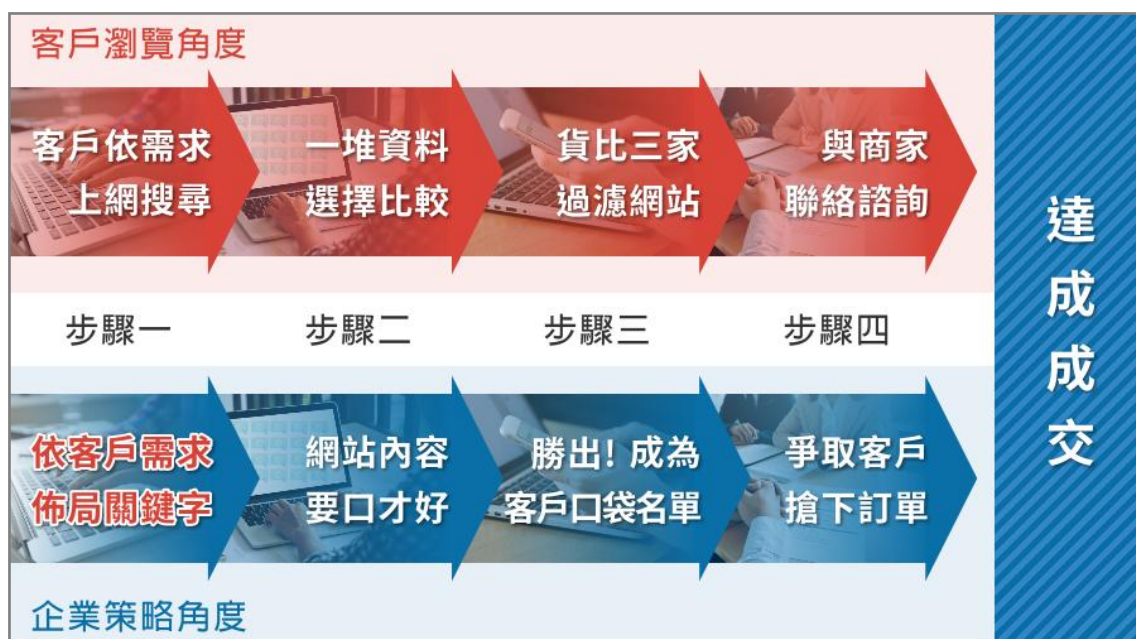 客戶瀏覽角度
客戶依需求
上網搜尋
一堆資料
選擇比較
貨比三家
過濾網站
與商家
聯絡諮詢
步驟一
步驟二
步驟三
步驟四
依客戶需求
佈局關鍵字
網站內容
要口才好
勝出!成為
客戶口袋名單
爭取客戶
搶下訂單
企業策略角度
達成成交